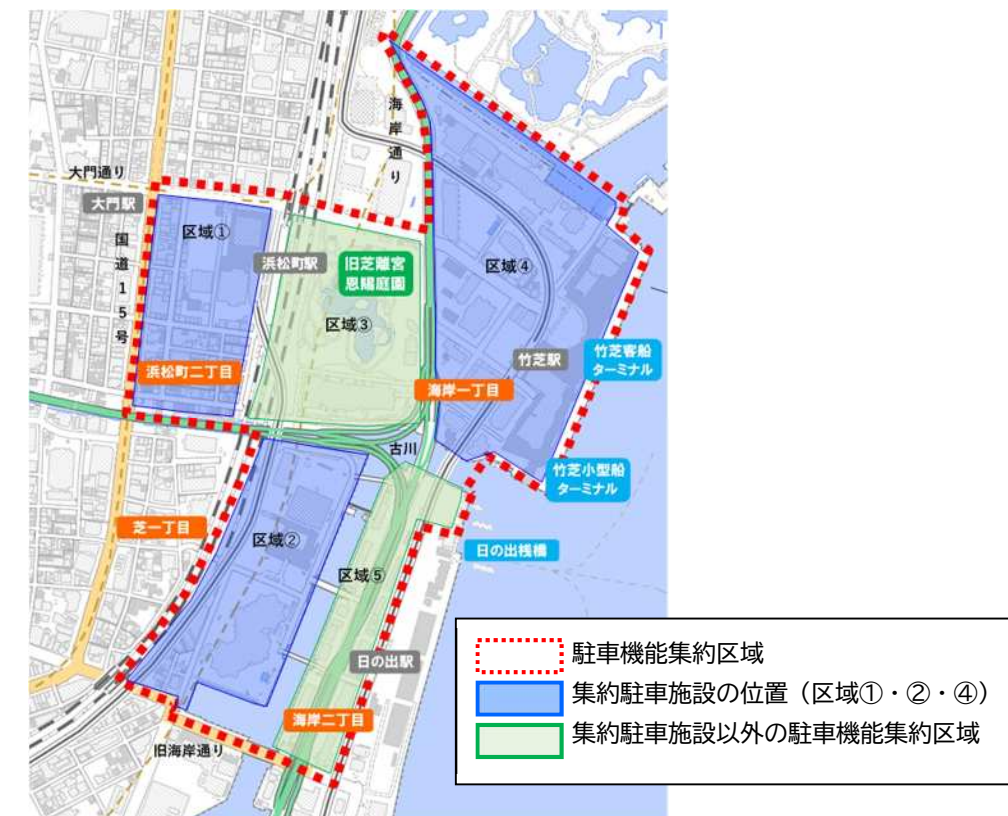 海岸通り
大門通り
大門駅
国道15号
区域①
浜松町駅
旧芝離宮
恩賜庭園
区域③
区域④
竹芝駅
竹芝客船
ターミナル
浜松町二丁目
海岸一丁目
古川
竹芝小型船
ターミナル
芝一丁目
区域②
日の出桟橋
区域⑤
日の出駅
海岸二丁目
旧海岸通り
駐車機能集約区域
集約駐車施設の位置（区域①・②・④）
集約駐車施設以外の駐車機能集約区域